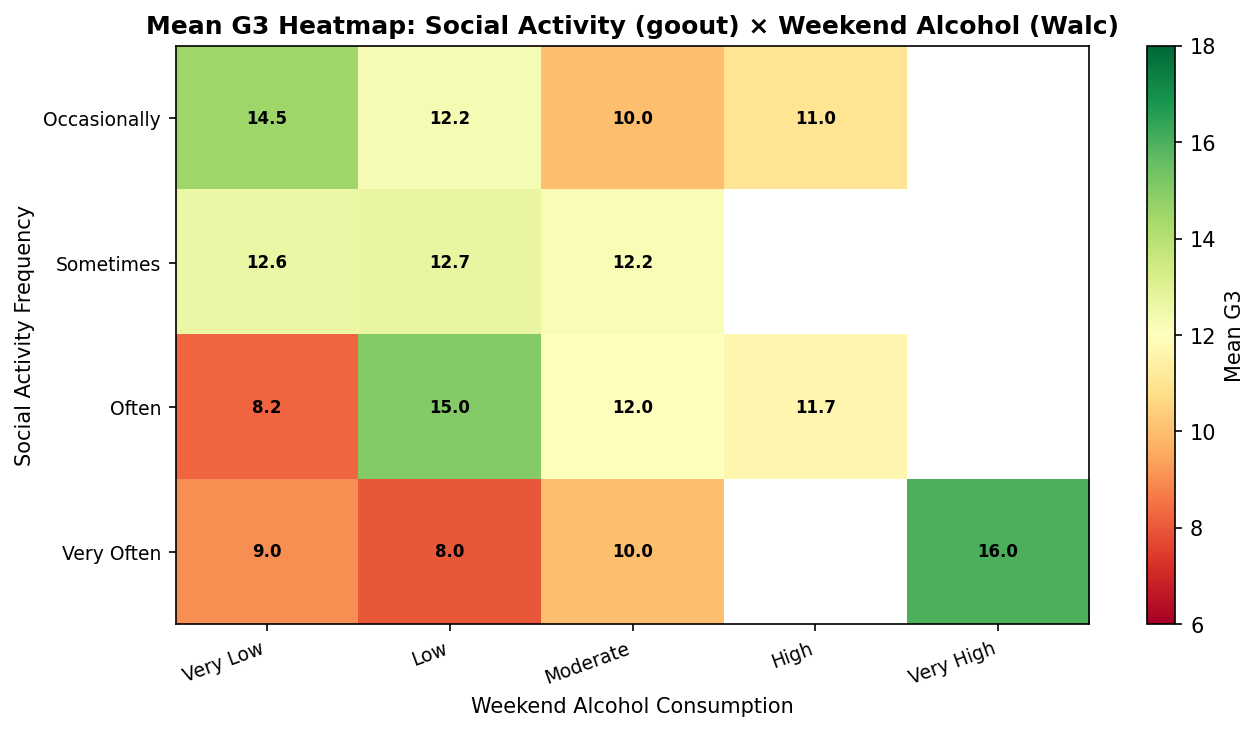 Mean G3 Heatmap: Social Activity (goout) × Weekend Alcohol (Walc)
Social Activity Frequency
Occasionally 14.5 12.2 10.0 11.0
Sometimes 12.6 12.7 12.2
Often 8.2 15.0 12.0 11.7
Very Often 9.0 8.0 10.0 16.0
Very Low Low Moderate High Very High
Weekend Alcohol Consumption
18
16
14
12
10
8
6
Mean G3